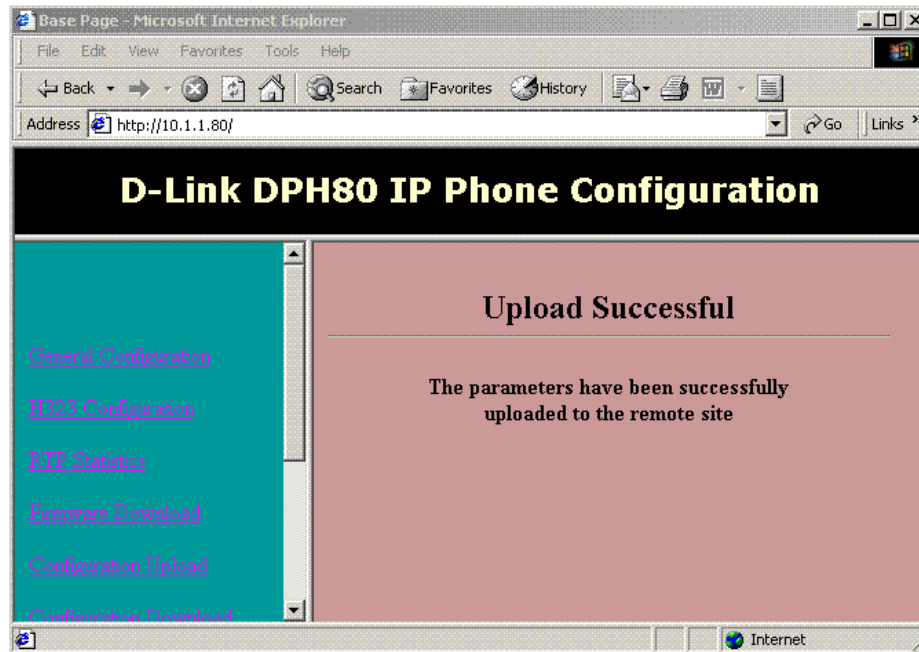 Base Page - Microsoft Internet Explorer
File Edit View Favorites Tools Help
Back Search Favorites History
Address http://10.1.1.80/ Go Links »
D-Link DPH80 IP Phone Configuration
General Configuration
H323 Configuration
RTP Statistics
Firmware Download
Configuration Upload
Configuration Download
Upload Successful
The parameters have been successfully
uploaded to the remote site
Internet